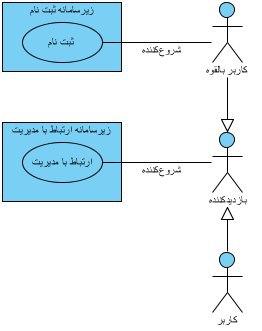 زیرسامانه ثبت نام
ثبت نام
شروع‌کننده
کاربر بالقوه
زیرسامانه ارتباط با مدیریت
ارتباط با مدیریت
شروع‌کننده
بازدیدکننده
کاربر